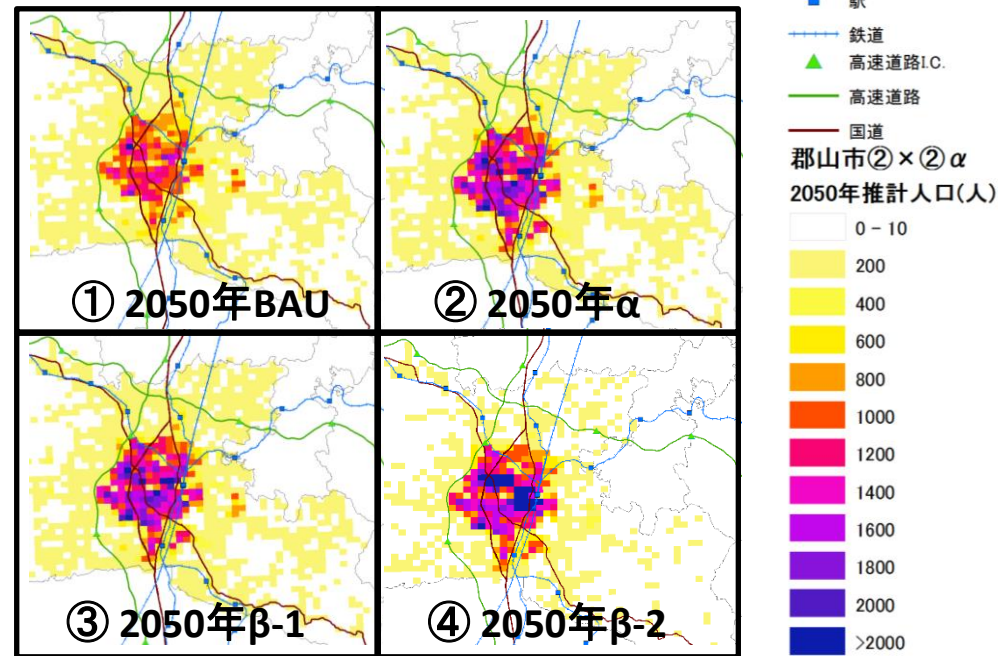 ① 2050年BAU
② 2050年α
③ 2050年β-1
④ 2050年β-2
駅
鉄道
高速道路I.C.
高速道路
国道
郡山市②×②α
2050年推計人口(人)
0 - 10
200
400
600
800
1000
1200
1400
1600
1800
2000
>2000